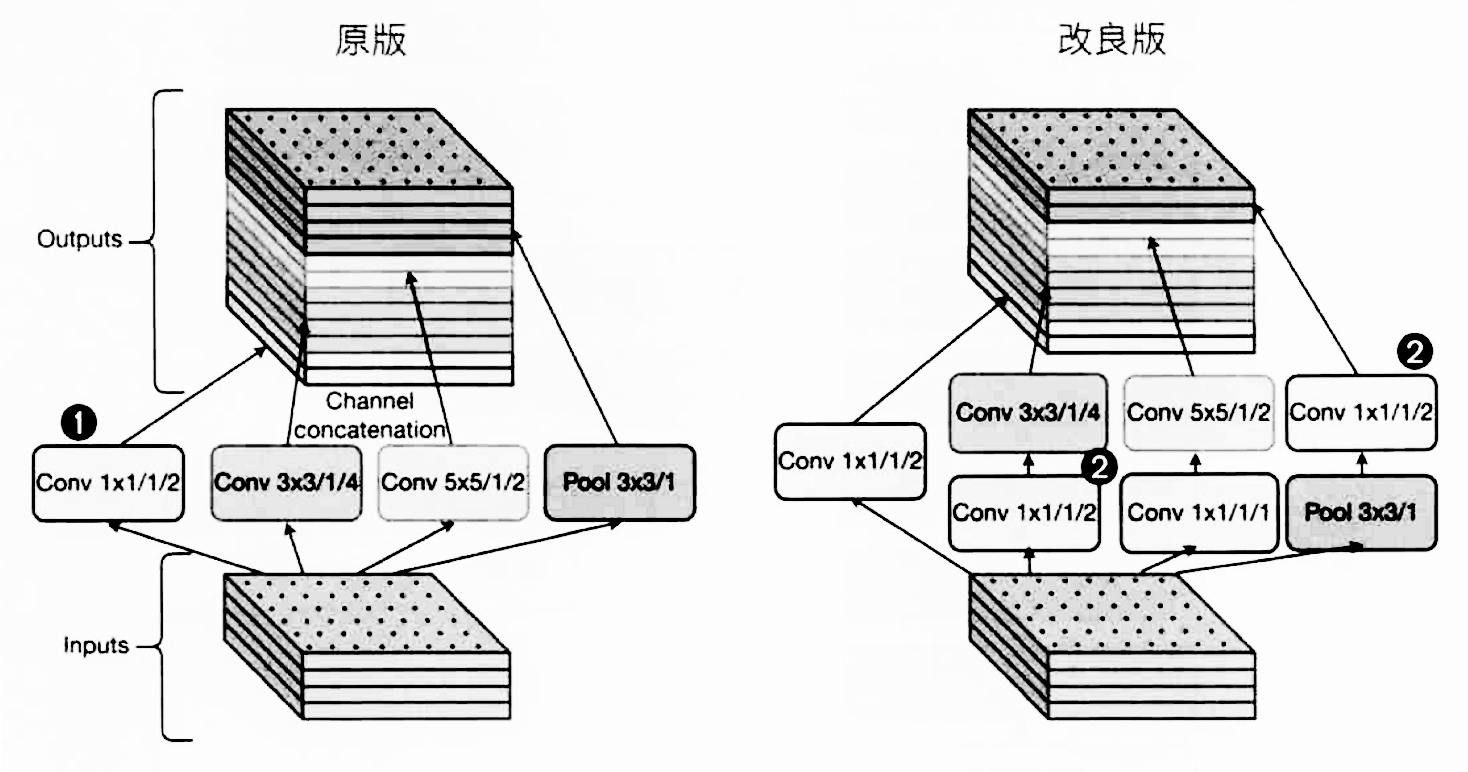 原版
Outputs
❶
Channel
concatenation
Conv 1x1/1/2
Conv 3x3/1/4
Conv 5x5/1/2
Pool 3x3/1
Inputs
改良版
❷
Conv 3x3/1/4
Conv 5x5/1/2
Conv 1x1/1/2
Conv 1x1/1/2
❷
Conv 1x1/1/2
Conv 1x1/1/1
Pool 3x3/1